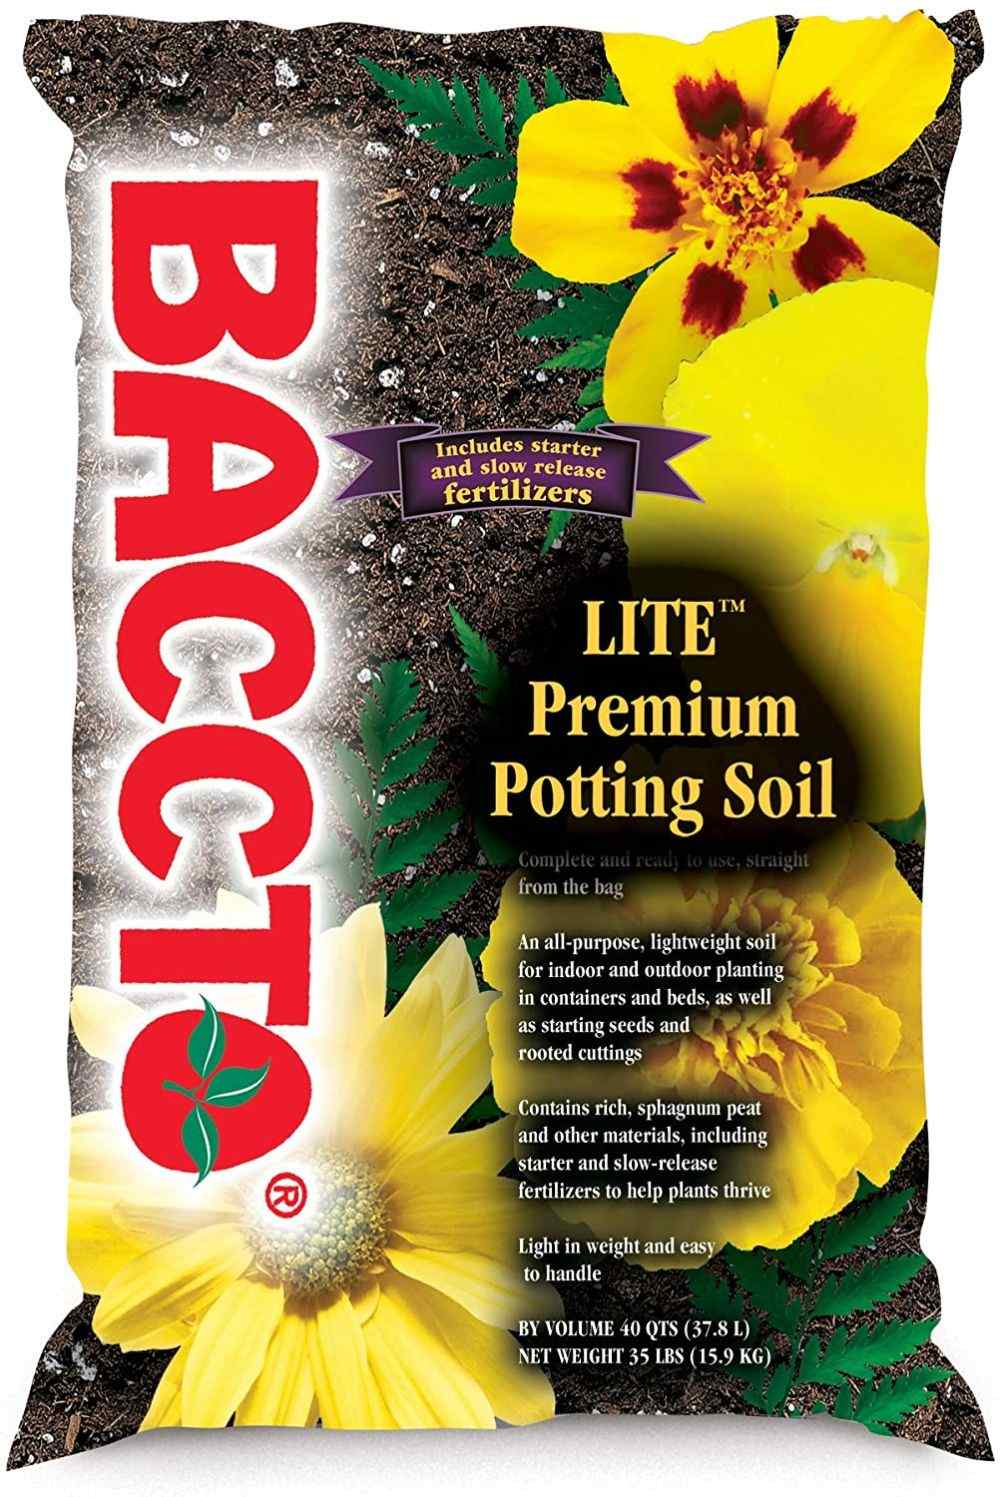 BACCTO®
Includes starter
and slow release
fertilizers
LITE™
Premium
Potting Soil
Complete and ready to use, straight
from the bag
An all-purpose, lightweight soil
for indoor and outdoor planting
in containers and beds, as well
as starting seeds and
rooted cuttings
Contains rich, sphagnum peat
and other materials, including
starter and slow-release
fertilizers to help plants thrive
Light in weight and easy
to handle
BY VOLUME 40 QTS (37.8 L)
NET WEIGHT 35 LBS (15.9 KG)